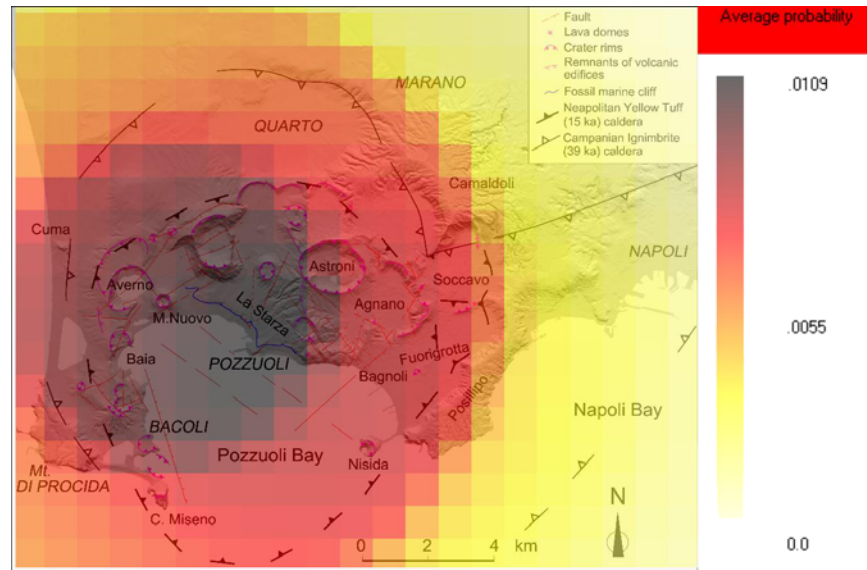 Average probability
Fault
Lava domes
Crater rims
Remnants of volcanic
edifices
Fossil marine cliff
Neapolitan Yellow Tuff
(15 ka) caldera
Campanian Ignimbrite
(39 ka) caldera
MARANO
QUARTO
Camaldoli
Cuma
NAPOLI
Astroni
Soccavo
Averno
Agnano
La Starza
M.Nuovo
Baia
POZZUOLI
Fuorigrotta
Bagnoli
Posillipo
BACOLI
Napoli Bay
Pozzuoli Bay
Nisida
Mt.
DI PROCIDA
C. Miseno
N
0 2 4 km
.0109
.0055
0.0